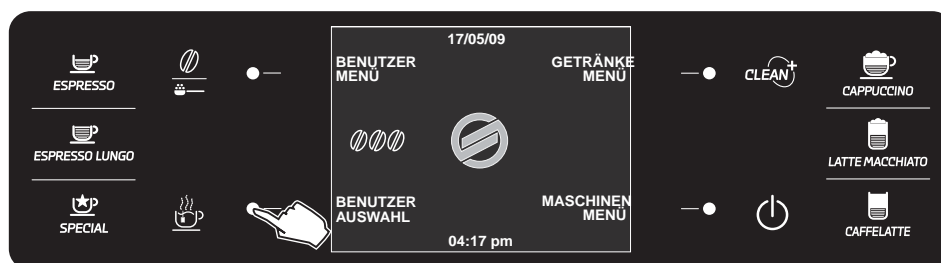 17/05/09
BENUTZER
MENÜ
GETRÄNKE
MENÜ
BENUTZER
AUSWAHL
MASCHINEN
MENÜ
04:17 pm
ESPRESSO
ESPRESSO LUNGO
SPECIAL
CLEAN+
CAPPUCCINO
LATTE MACCHIATO
CAFFELATTE